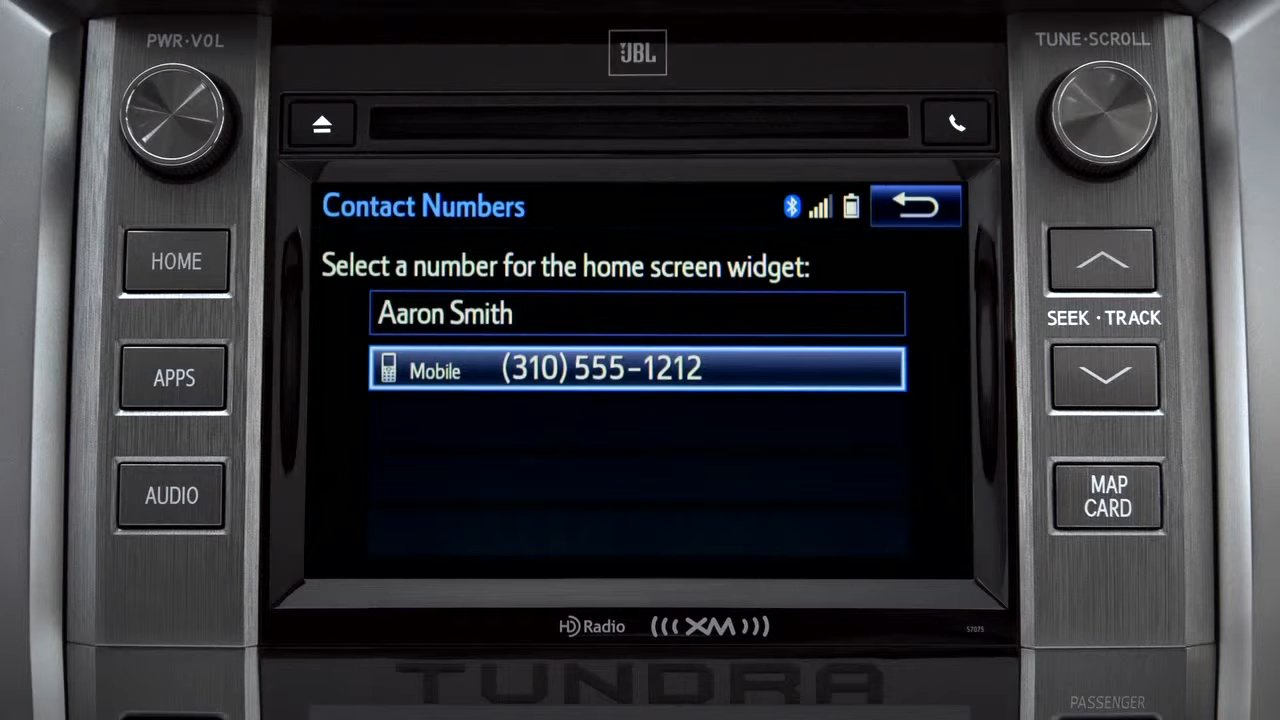 PWR·VOL
JBL
TUNE·SCROLL
Contact Numbers
Select a number for the home screen widget:
Aaron Smith
Mobile (310) 555-1212
HOME
APPS
AUDIO
SEEK · TRACK
MAP
CARD
HD Radio
((( XM )))
57075
TUNDRA
PASSENGER